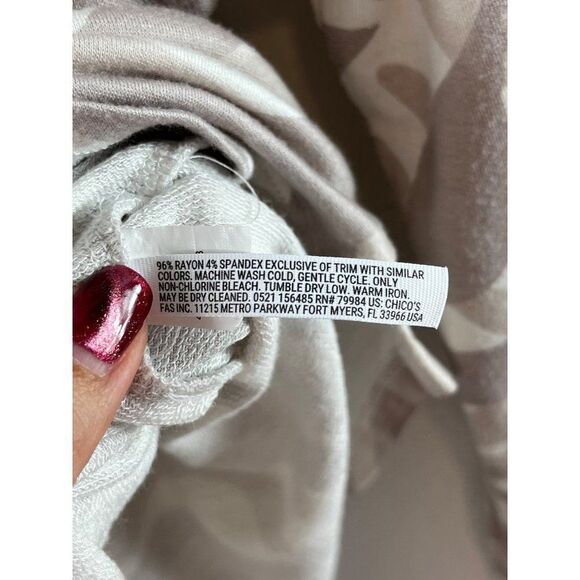 96% RAYON 4% SPANDEX EXCLUSIVE OF TRIM WITH SIMILAR
COLORS. MACHINE WASH COLD, GENTLE CYCLE. ONLY
NON-CHLORINE BLEACH. TUMBLE DRY LOW. WARM IRON,
MAY BE DRY CLEANED. 0521 156485 RN# 79984 US: CHICO'S
FAS INC. 11215 METRO PARKWAY FORT MYERS, FL 33966 USA